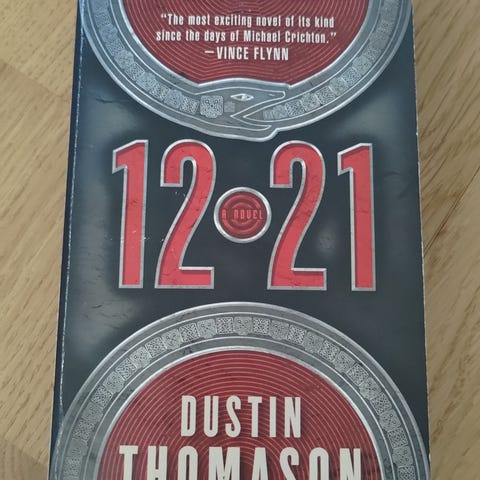 "The most exciting novel of its kind
since the days of Michael Crichton."
—VINCE FLYNN
12•21
A NOVEL
DUSTIN
THOMASON